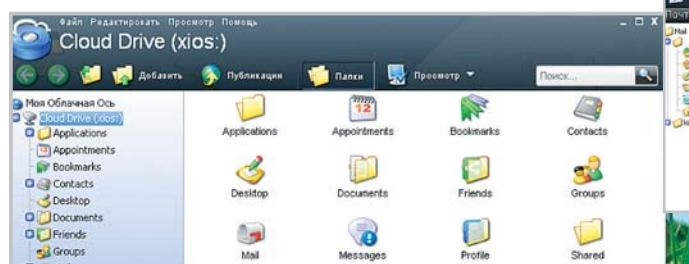 Файл Редактировать Просмотр Помощь
Cloud Drive (xios:)
Добавить Публикации Папки Просмотр Поиск...
Моя Облачная Ось
Cloud Drive (xios:)
Applications
Appointments
Bookmarks
Contacts
Desktop
Documents
Friends
Groups
Applications Appointments Bookmarks Contacts
Desktop Documents Friends Groups
Mail Messages Profile Shared
Mail